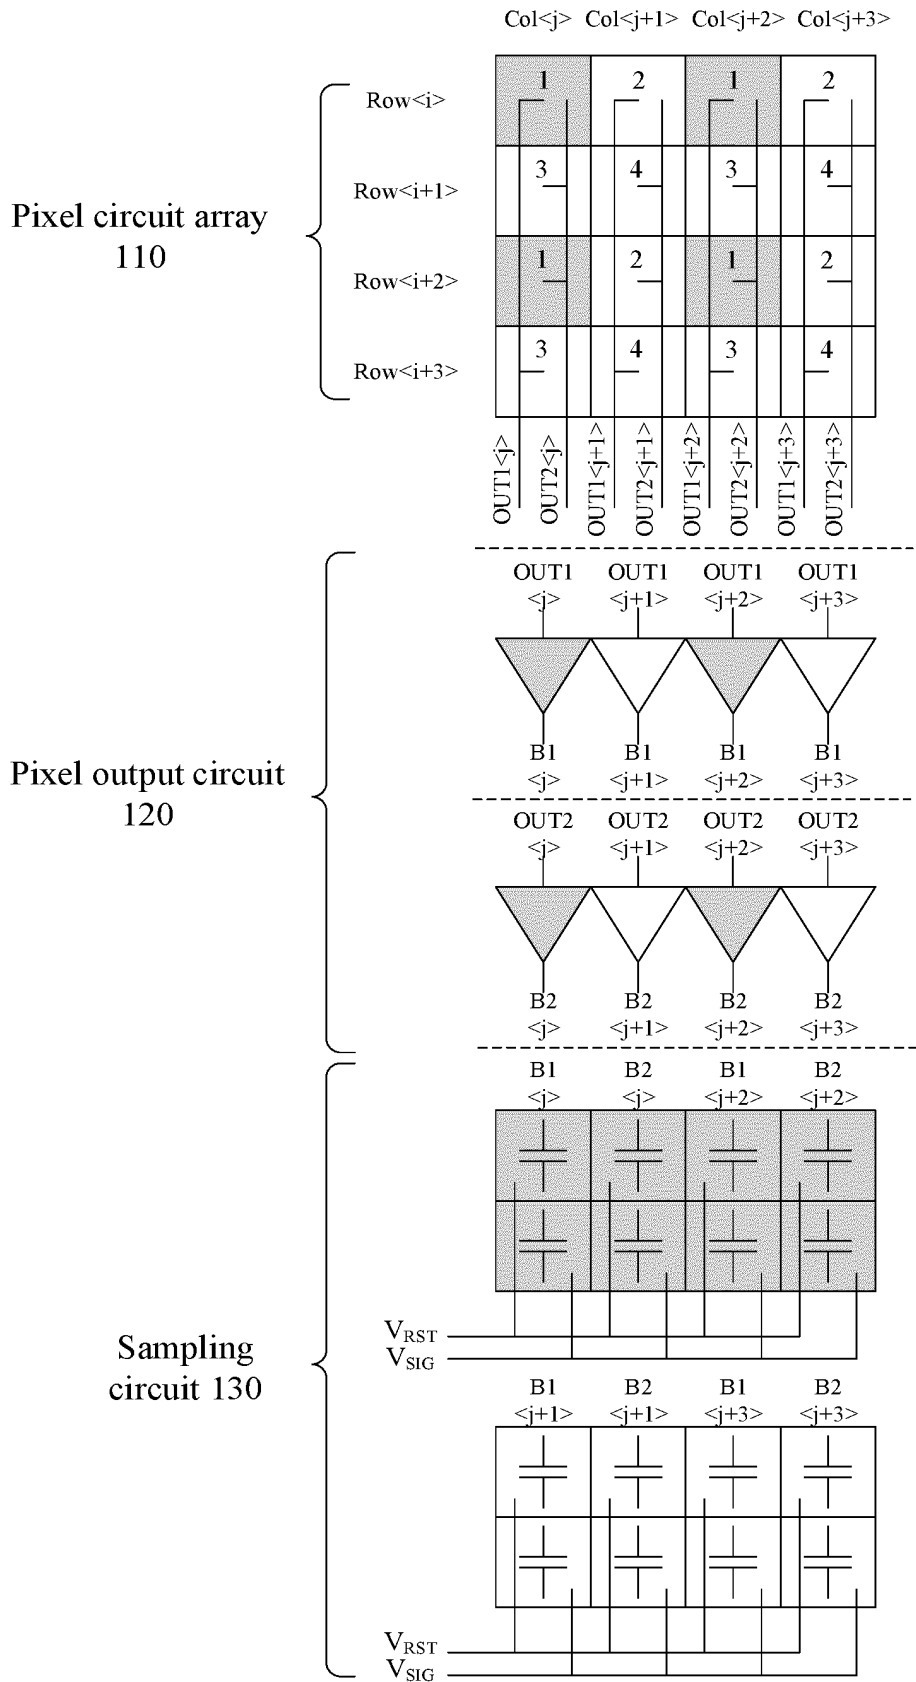 Col<j> Col<j+1> Col<j+2> Col<j+3>
Row<i>
1 2 1 2
Row<i+1>
3 4 3 4
Pixel circuit array
110
Row<i+2>
1 2 1 2
Row<i+3>
3 4 3 4
OUT1<j> OUT2<j> OUT1<j+1> OUT2<j+1> OUT1<j+2> OUT2<j+2> OUT1<j+3> OUT2<j+3>
OUT1 OUT1 OUT1 OUT1
<j> <j+1> <j+2> <j+3>
B1 B1 B1 B1
<j> <j+1> <j+2> <j+3>
Pixel output circuit
120
OUT2 OUT2 OUT2 OUT2
<j> <j+1> <j+2> <j+3>
B2 B2 B2 B2
<j> <j+1> <j+2> <j+3>
B1 B2 B1 B2
<j> <j> <j+2> <j+2>
VRST
VSIG
Sampling
circuit 130
B1 B2 B1 B2
<j+1> <j+1> <j+3> <j+3>
VRST
VSIG